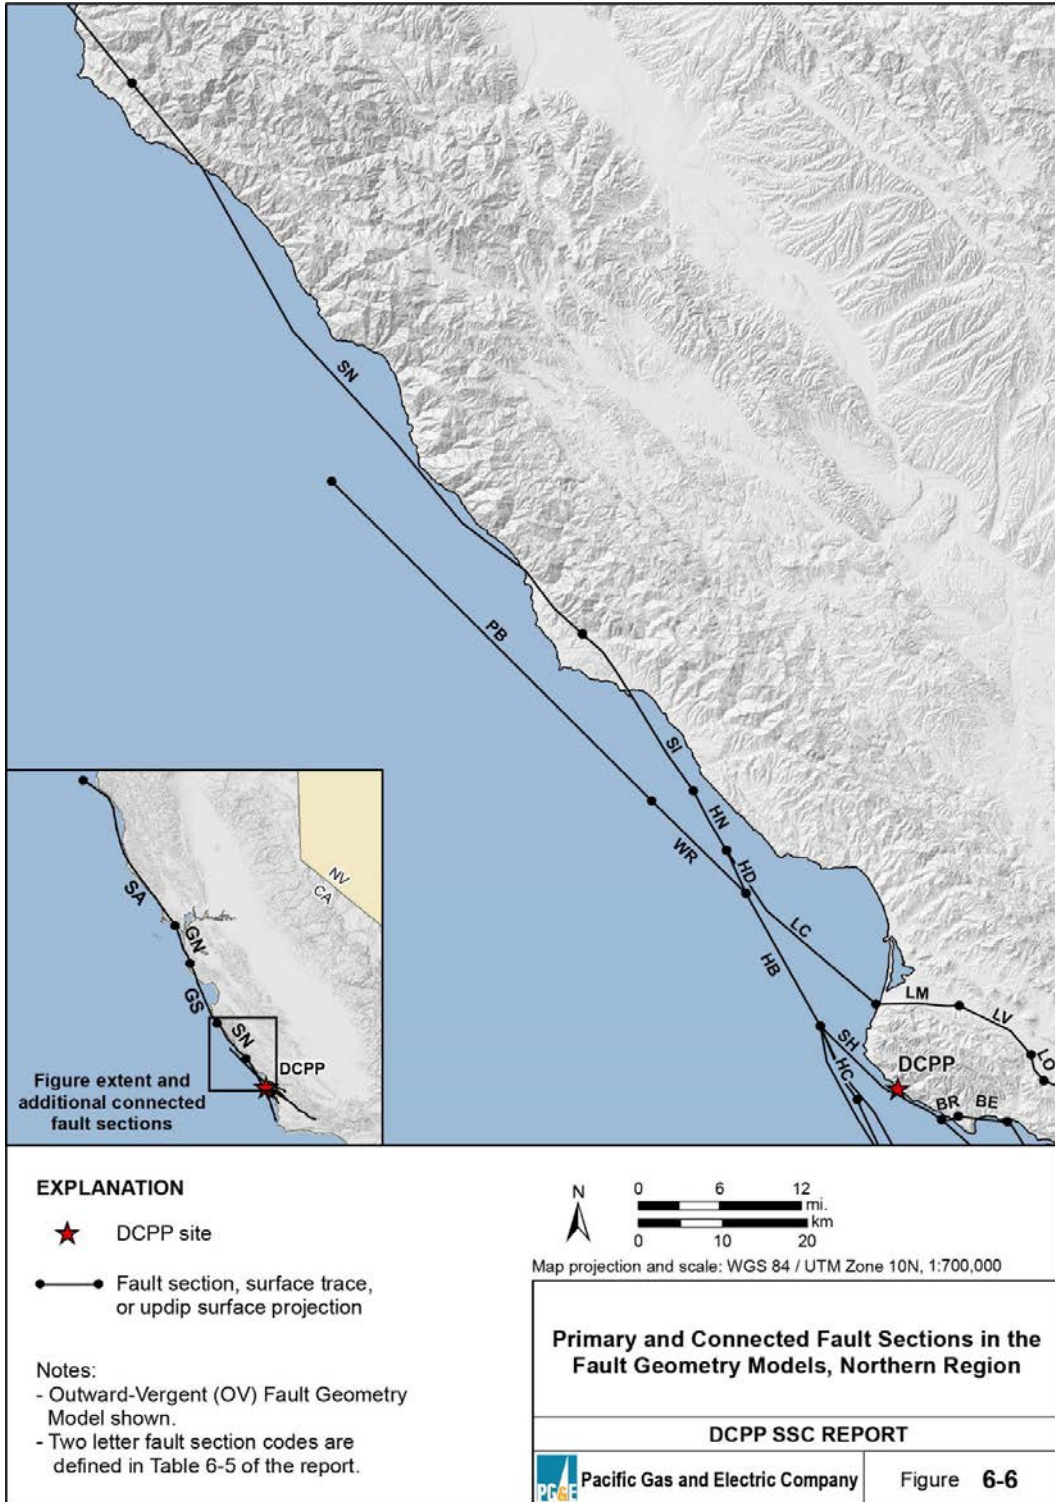 SN
PB
SI
HN
HD
WR
LC
HB
LM
LV
LO
SH
DCPP
HC
BR
BE
NV
CA
SA
GN
GS
SN
DCPP
Figure extent and
additional connected
fault sections
EXPLANATION
DCPP site
Fault section, surface trace,
or updip surface projection
Notes:
- Outward-Vergent (OV) Fault Geometry
Model shown.
- Two letter fault section codes are
defined in Table 6-5 of the report.
N
0 6 12
mi.
km
0 10 20
Map projection and scale: WGS 84 / UTM Zone 10N, 1:700,000
Primary and Connected Fault Sections in the
Fault Geometry Models, Northern Region
DCPP SSC REPORT
PG&E
Pacific Gas and Electric Company
Figure 6-6